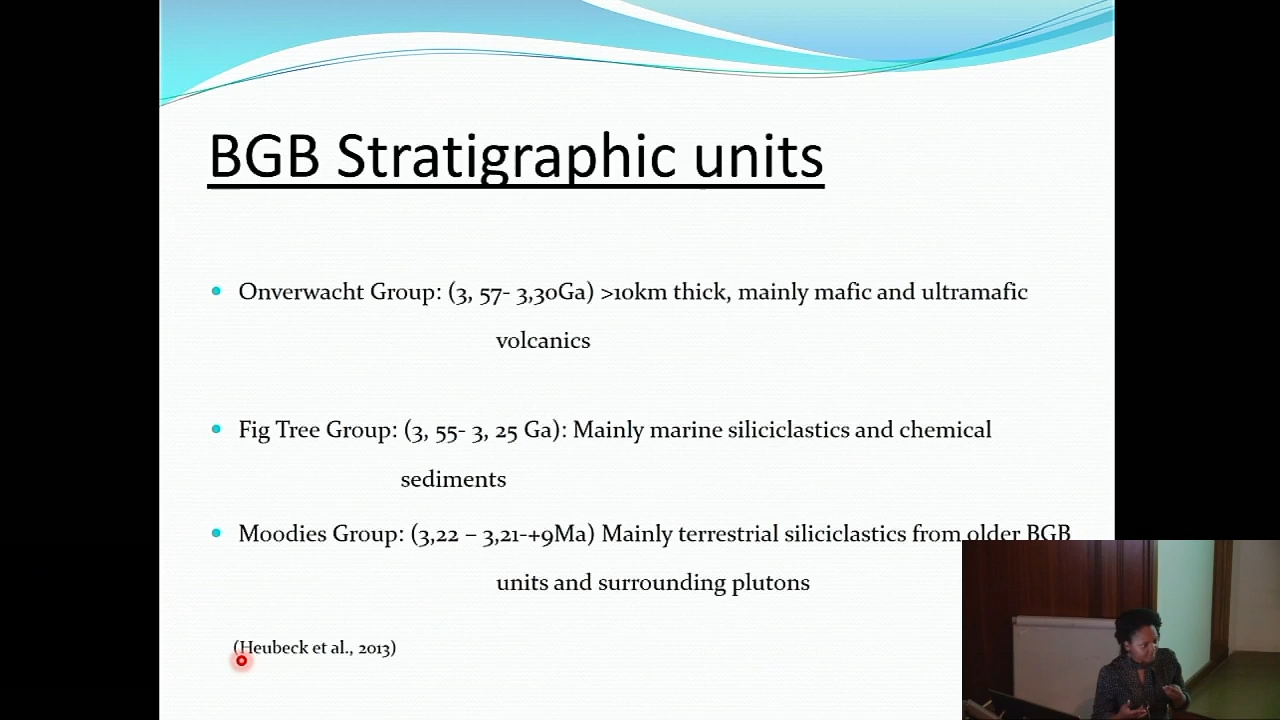 BGB Stratigraphic units
Onverwacht Group: (3, 57- 3,30Ga) >10km thick, mainly mafic and ultramafic
volcanics
Fig Tree Group: (3, 55- 3, 25 Ga): Mainly marine siliciclastics and chemical
sediments
Moodies Group: (3,22 – 3,21-+9Ma) Mainly terrestrial siliciclastics from older BGB
units and surrounding plutons
(Heubeck et al., 2013)